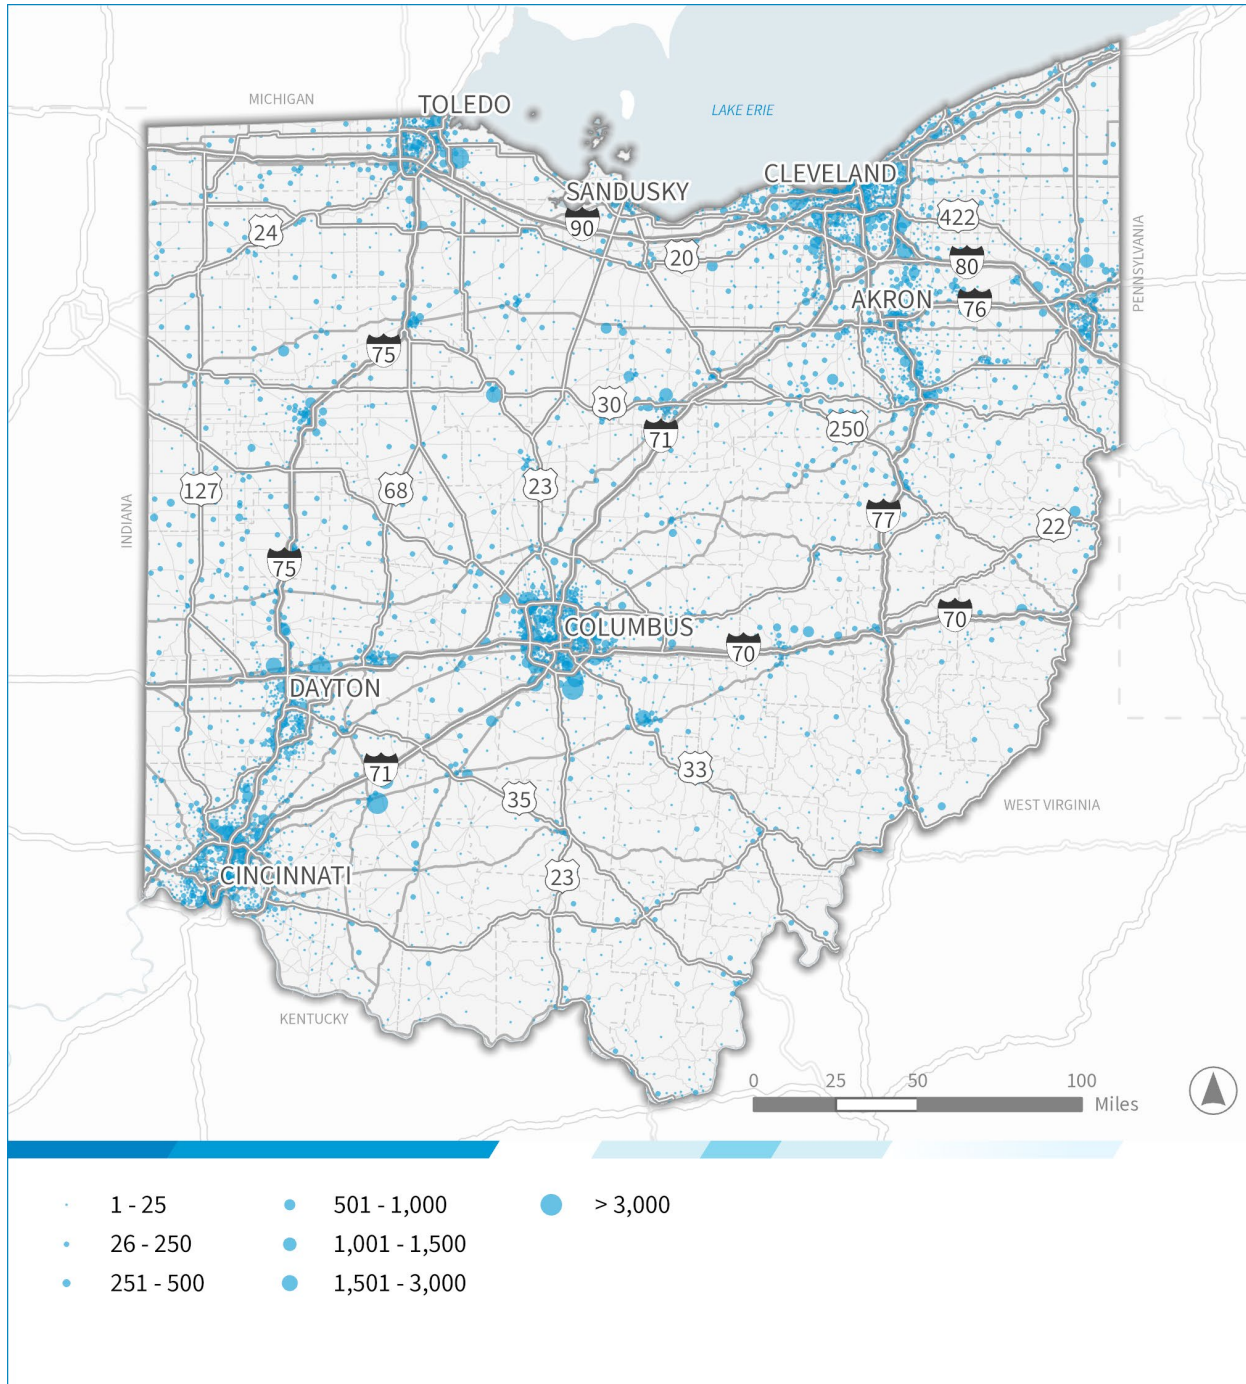 MICHIGAN
TOLEDO
LAKE ERIE
CLEVELAND
SANDUSKY
422
24
90
20
80
PENNSYLVANIA
AKRON
76
75
30
250
71
127
68
23
77
22
INDIANA
75
70
COLUMBUS
70
DAYTON
71
33
35
WEST VIRGINIA
CINCINNATI
23
KENTUCKY
0 25 50 100
Miles
1 - 25
26 - 250
251 - 500
501 - 1,000
1,001 - 1,500
1,501 - 3,000
> 3,000